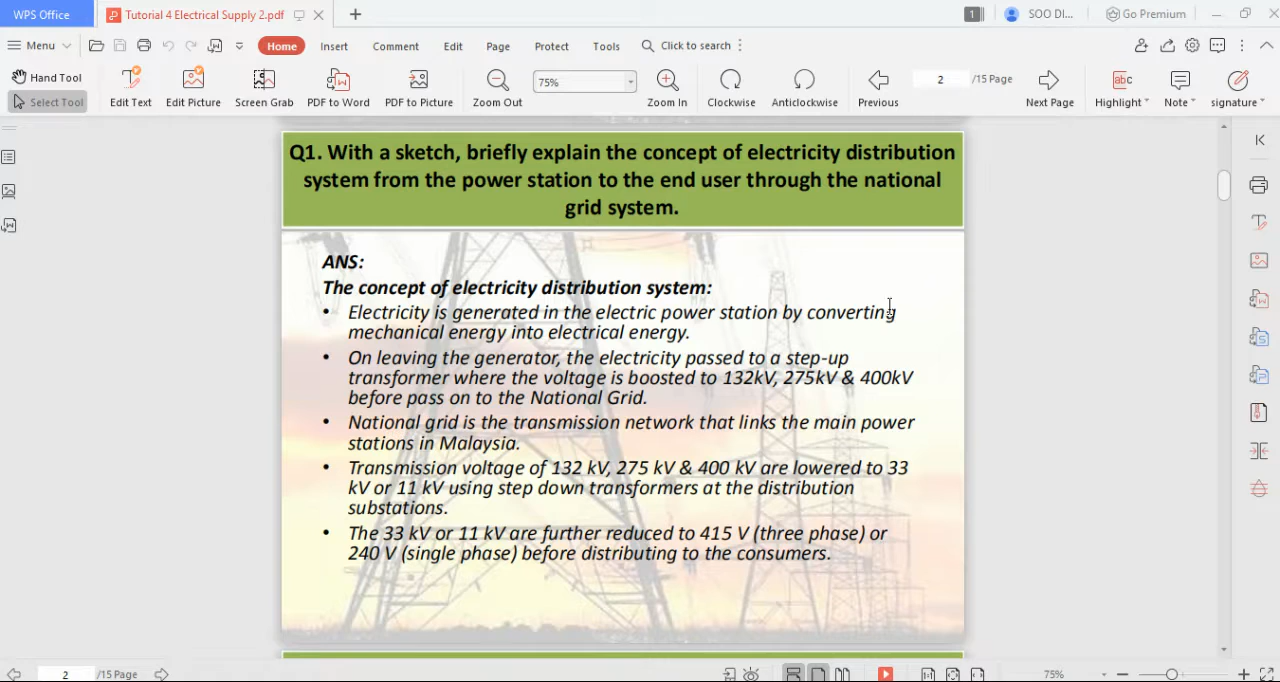 WPS Office
Tutorial 4 Electrical Supply 2.pdf
1
SOO DI...
Go Premium
Menu
Home
Insert
Comment
Edit
Page
Protect
Tools
Click to search
Hand Tool
Select Tool
Edit Text
Edit Picture
Screen Grab
PDF to Word
PDF to Picture
Zoom Out
75%
Zoom In
Clockwise
Anticlockwise
Previous
2 /15 Page
Next Page
Highlight
Note
signature
Q1. With a sketch, briefly explain the concept of electricity distribution
system from the power station to the end user through the national
grid system.
ANS:
The concept of electricity distribution system:
• Electricity is generated in the electric power station by converting
mechanical energy into electrical energy.
• On leaving the generator, the electricity passed to a step-up
transformer where the voltage is boosted to 132kV, 275kV & 400kV
before pass on to the National Grid.
• National grid is the transmission network that links the main power
stations in Malaysia.
• Transmission voltage of 132 kV, 275 kV & 400 kV are lowered to 33
kV or 11 kV using step down transformers at the distribution
substations.
• The 33 kV or 11 kV are further reduced to 415 V (three phase) or
240 V (single phase) before distributing to the consumers.
2 /15 Page
75%